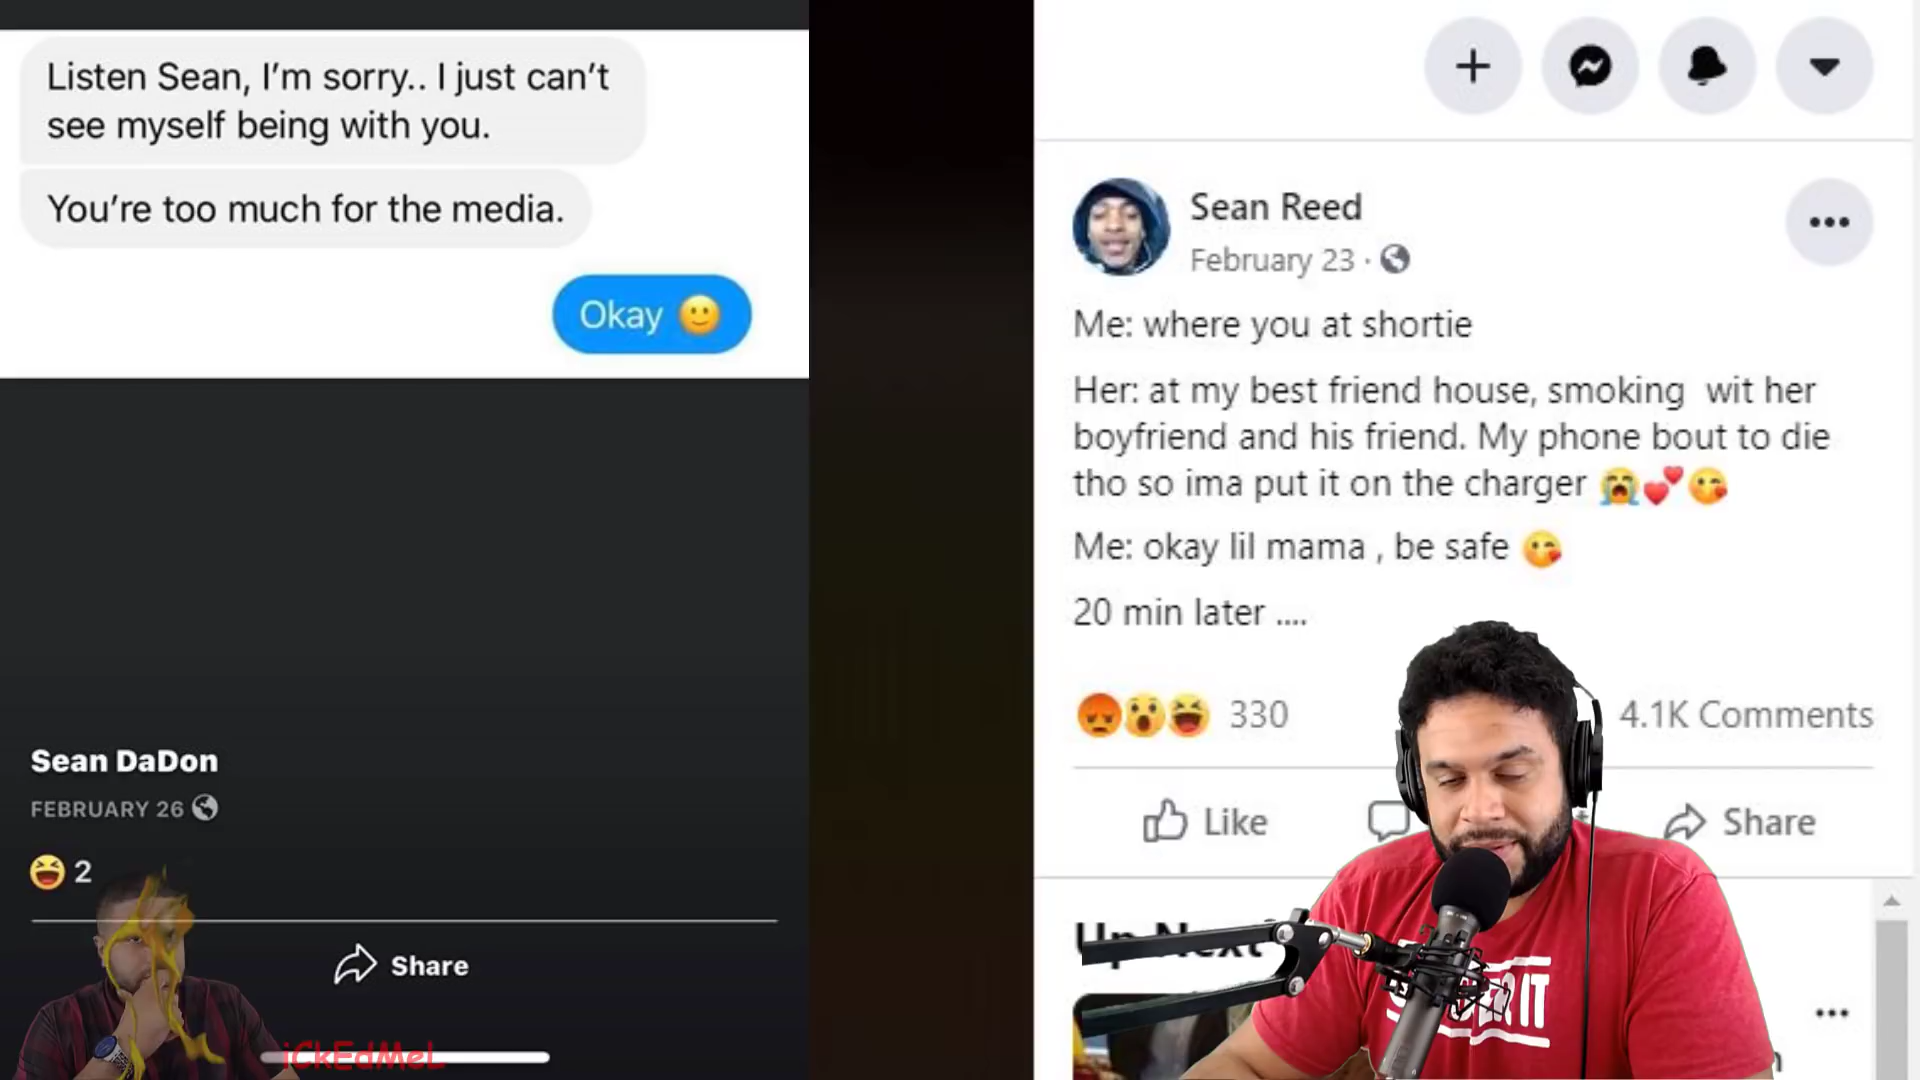 Listen Sean, I'm sorry.. I just can't
see myself being with you.
You're too much for the media.
Okay 🙂
Sean DaDon
FEBRUARY 26
😆 2
Share
iCkEdMeL
Sean Reed
February 23 ·
Me: where you at shortie
Her: at my best friend house, smoking wit her
boyfriend and his friend. My phone bout to die
tho so ima put it on the charger 😭💕😘
Me: okay lil mama , be safe 😘
20 min later ....
😡😮😆 330
4.1K Comments
Like
Share
Up Next